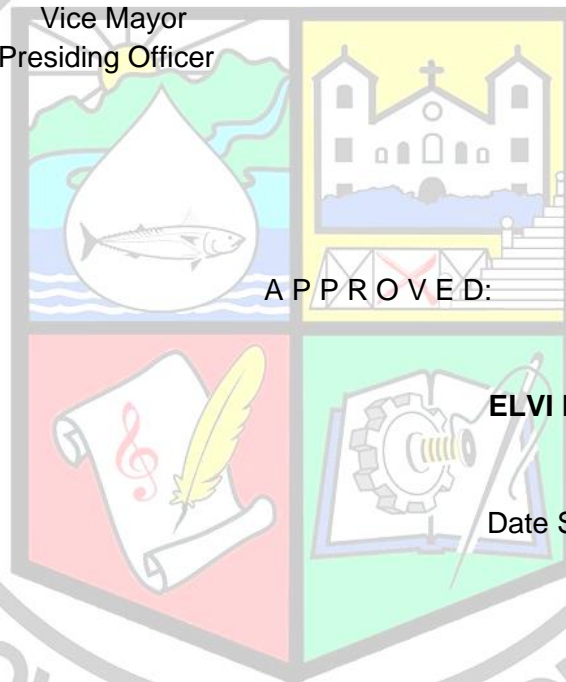 Vice Mayor
Presiding Officer
A P P R O V E D:
ELVI
Date